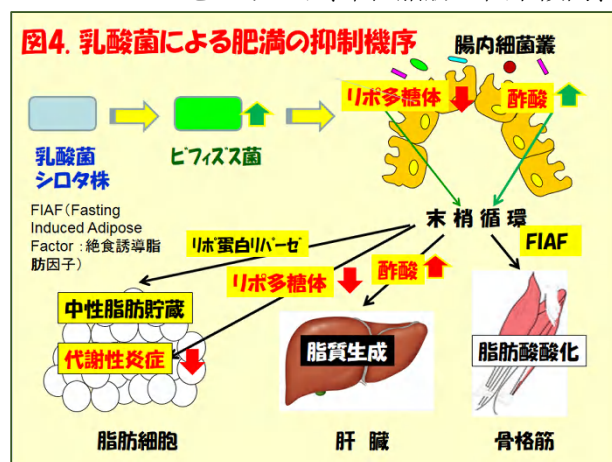 図4. 乳酸菌による肥満の抑制機序
腸内細菌叢
リポ多糖体
酢酸
乳酸菌
シロタ株
ビフィズス菌
FIAF(Fasting
Induced Adipose
Factor:絶食誘導脂
肪因子)
末梢循環
リポ蛋白リパーゼ
FIAF
リポ多糖体
酢酸
中性脂肪貯蔵
代謝性炎症
脂質生成
脂肪酸酸化
脂肪細胞
肝臓
骨格筋